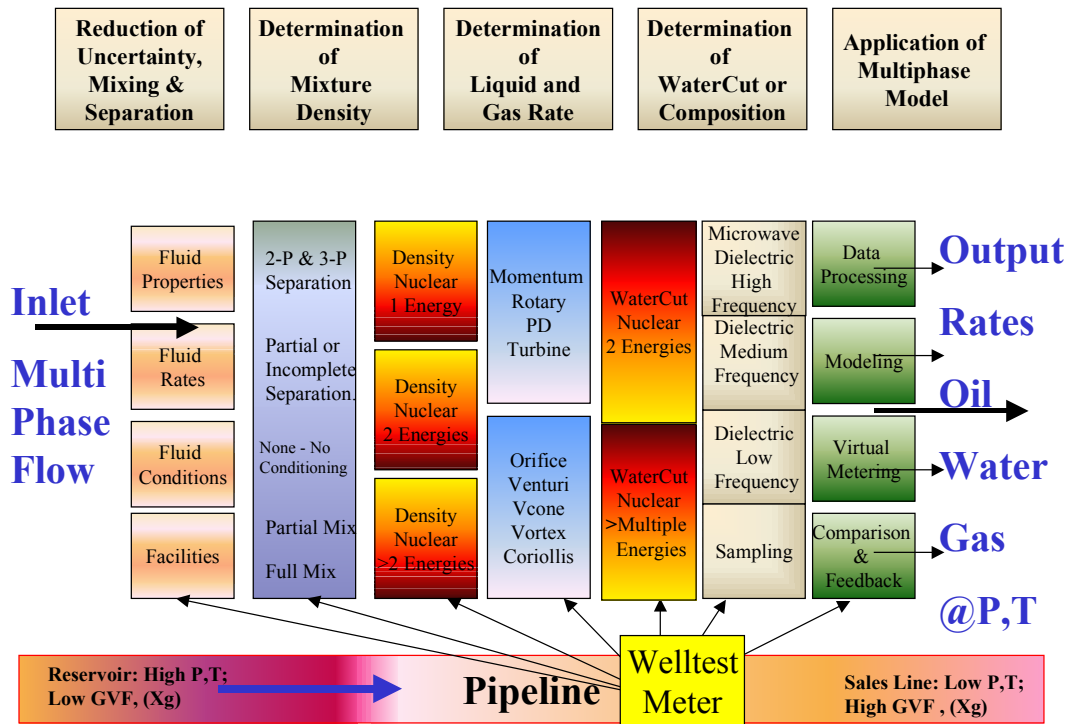 Reduction of
Uncertainty,
Mixing &
Separation
Determination
of
Mixture
Density
Determination
of
Liquid and
Gas Rate
Determination
of
WaterCut or
Composition
Application of
Multiphase
Model
Inlet
Multi
Phase
Flow
Fluid
Properties
Fluid
Rates
Fluid
Conditions
Facilities
2-P & 3-P
Separation
Partial or
Incomplete
Separation.
None - No
Conditioning
Partial Mix
Full Mix
Density
Nuclear
1 Energy
Density
Nuclear
2 Energies
Density
Nuclear
>2 Energies
Momentum
Rotary
PD
Turbine
Orifice
Venturi
Vcone
Vortex
Coriollis
WaterCut
Nuclear
2 Energies
WaterCut
Nuclear
>Multiple
Energies
Microwave
Dielectric
High
Frequency
Dielectric
Medium
Frequency
Dielectric
Low
Frequency
Sampling
Data
Processing
Modeling
Virtual
Metering
Comparison
&
Feedback
Output
Rates
Oil
Water
Gas
@P,T
Reservoir: High P,T;
Low GVF, (Xg)
Pipeline
Welltest
Meter
Sales Line: Low P,T;
High GVF , (Xg)